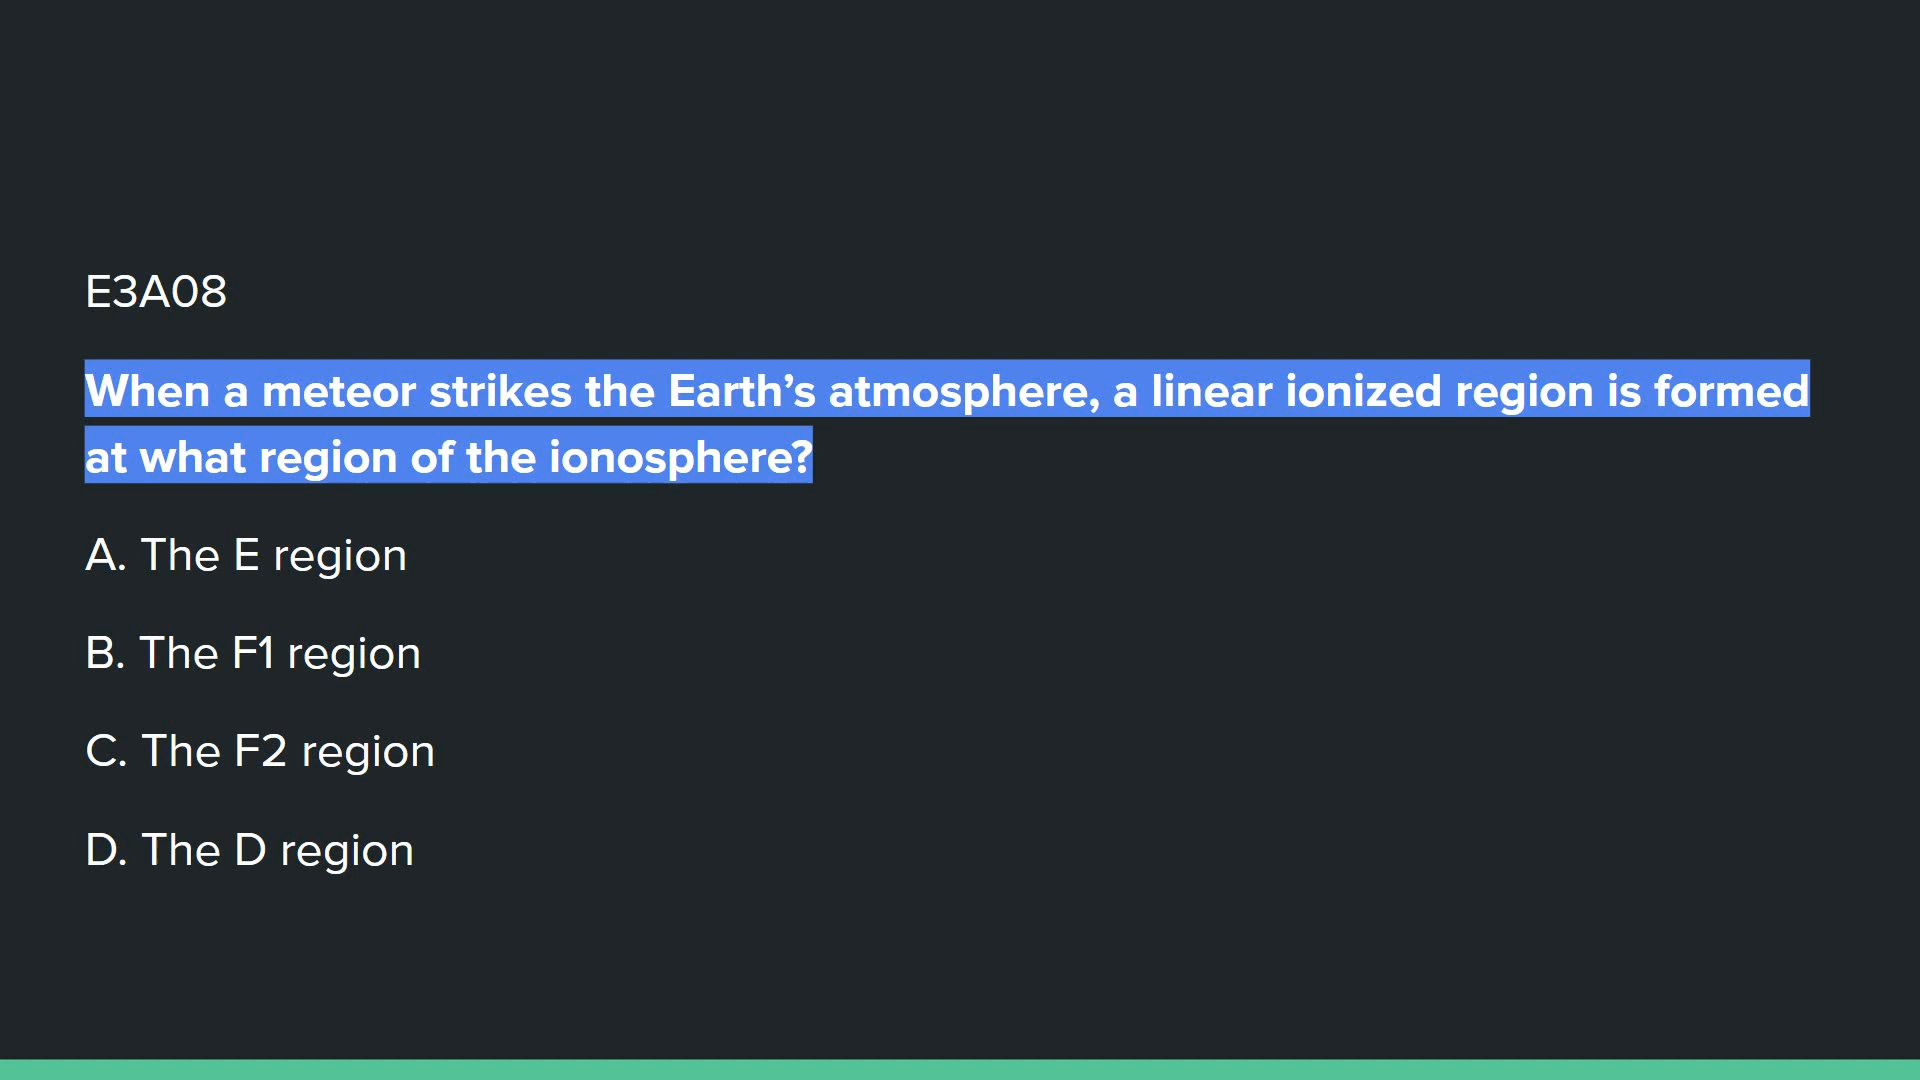 E3A08
When a meteor strikes the Earth’s atmosphere, a linear ionized region is formed
at what region of the ionosphere?
A. The E region
B. The F1 region
C. The F2 region
D. The D region